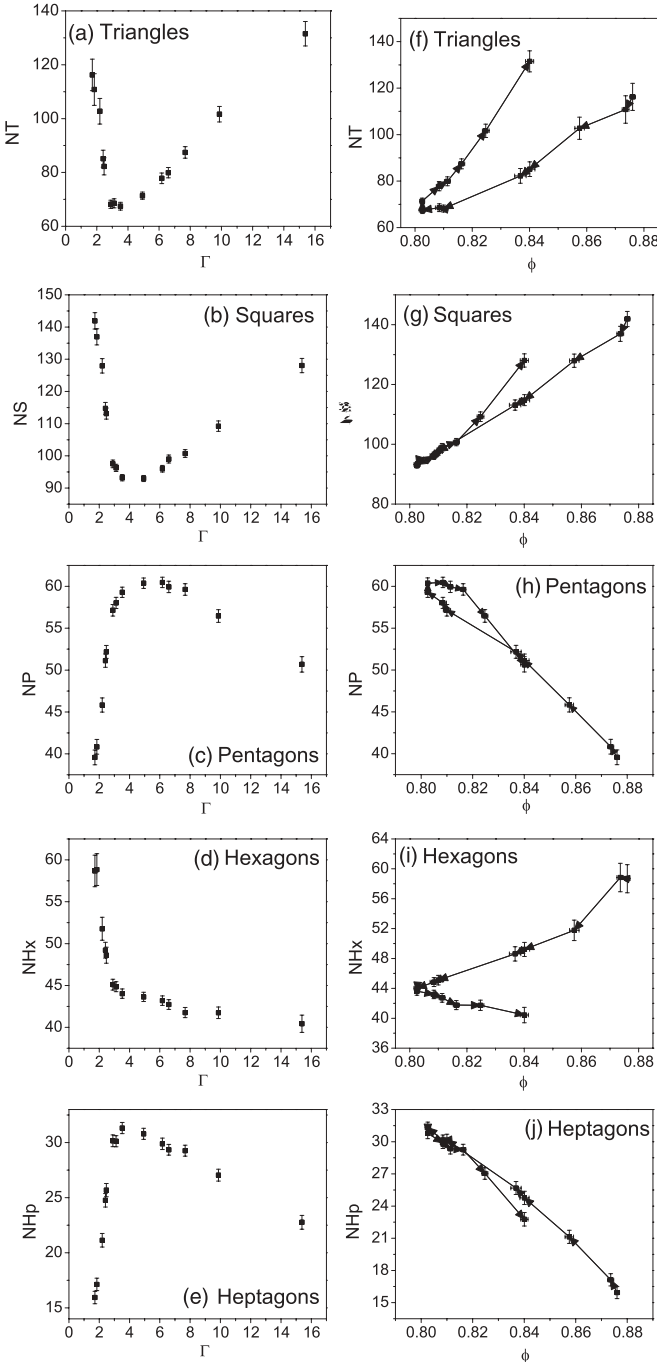 (a) Triangles
140
120
100
80
60
NT
0 2 4 6 8 10 12 14 16
Γ
(f) Triangles
150
140
120
100
80
60
NT
0.80 0.82 0.84 0.86 0.88
ϕ
(b) Squares
150
140
130
120
110
100
90
NS
0 2 4 6 8 10 12 14 16
Γ
(g) Squares
140
120
100
80
0.80 0.82 0.84 0.86 0.88
ϕ
(c) Pentagons
60
55
50
45
40
NP
0 2 4 6 8 10 12 14 16
Γ
(h) Pentagons
60
55
50
45
40
NP
0.80 0.82 0.84 0.86 0.88
ϕ
(d) Hexagons
60
55
50
45
40
NHx
0 2 4 6 8 10 12 14 16
Γ
(i) Hexagons
64
60
56
52
48
44
40
36
NHx
0.80 0.82 0.84 0.86 0.88
ϕ
(e) Heptagons
30
25
20
15
NHp
0 2 4 6 8 10 12 14 16
Γ
(j) Heptagons
33
30
27
24
21
18
15
NHp
0.80 0.82 0.84 0.86 0.88
ϕ